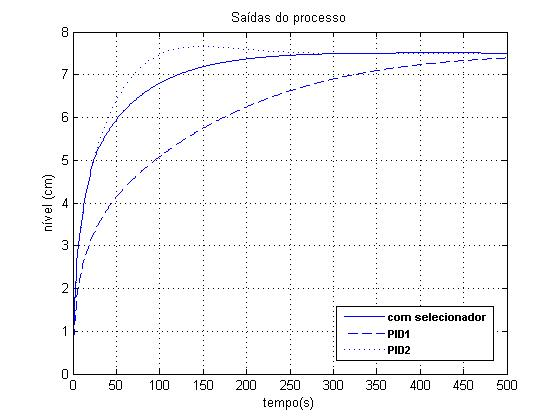 Saídas do processo
nível (cm)
8
7
6
5
4
3
2
1
0
0 50 100 150 200 250 300 350 400 450 500
tempo(s)
com selecionador
PID1
PID2